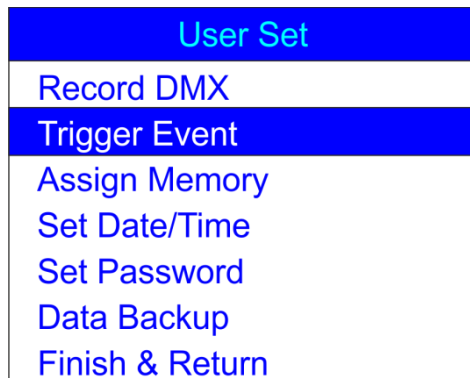 User Set
Record DMX
Trigger Event
Assign Memory
Set Date/Time
Set Password
Data Backup
Finish & Return